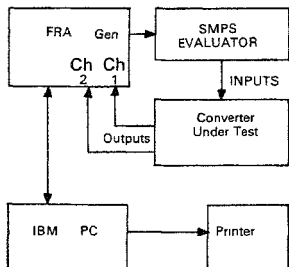 FRA Gen
Ch Ch
2 1
SMPS
EVALUATOR
INPUTS
Converter
Under Test
Outputs
IBM PC
Printer